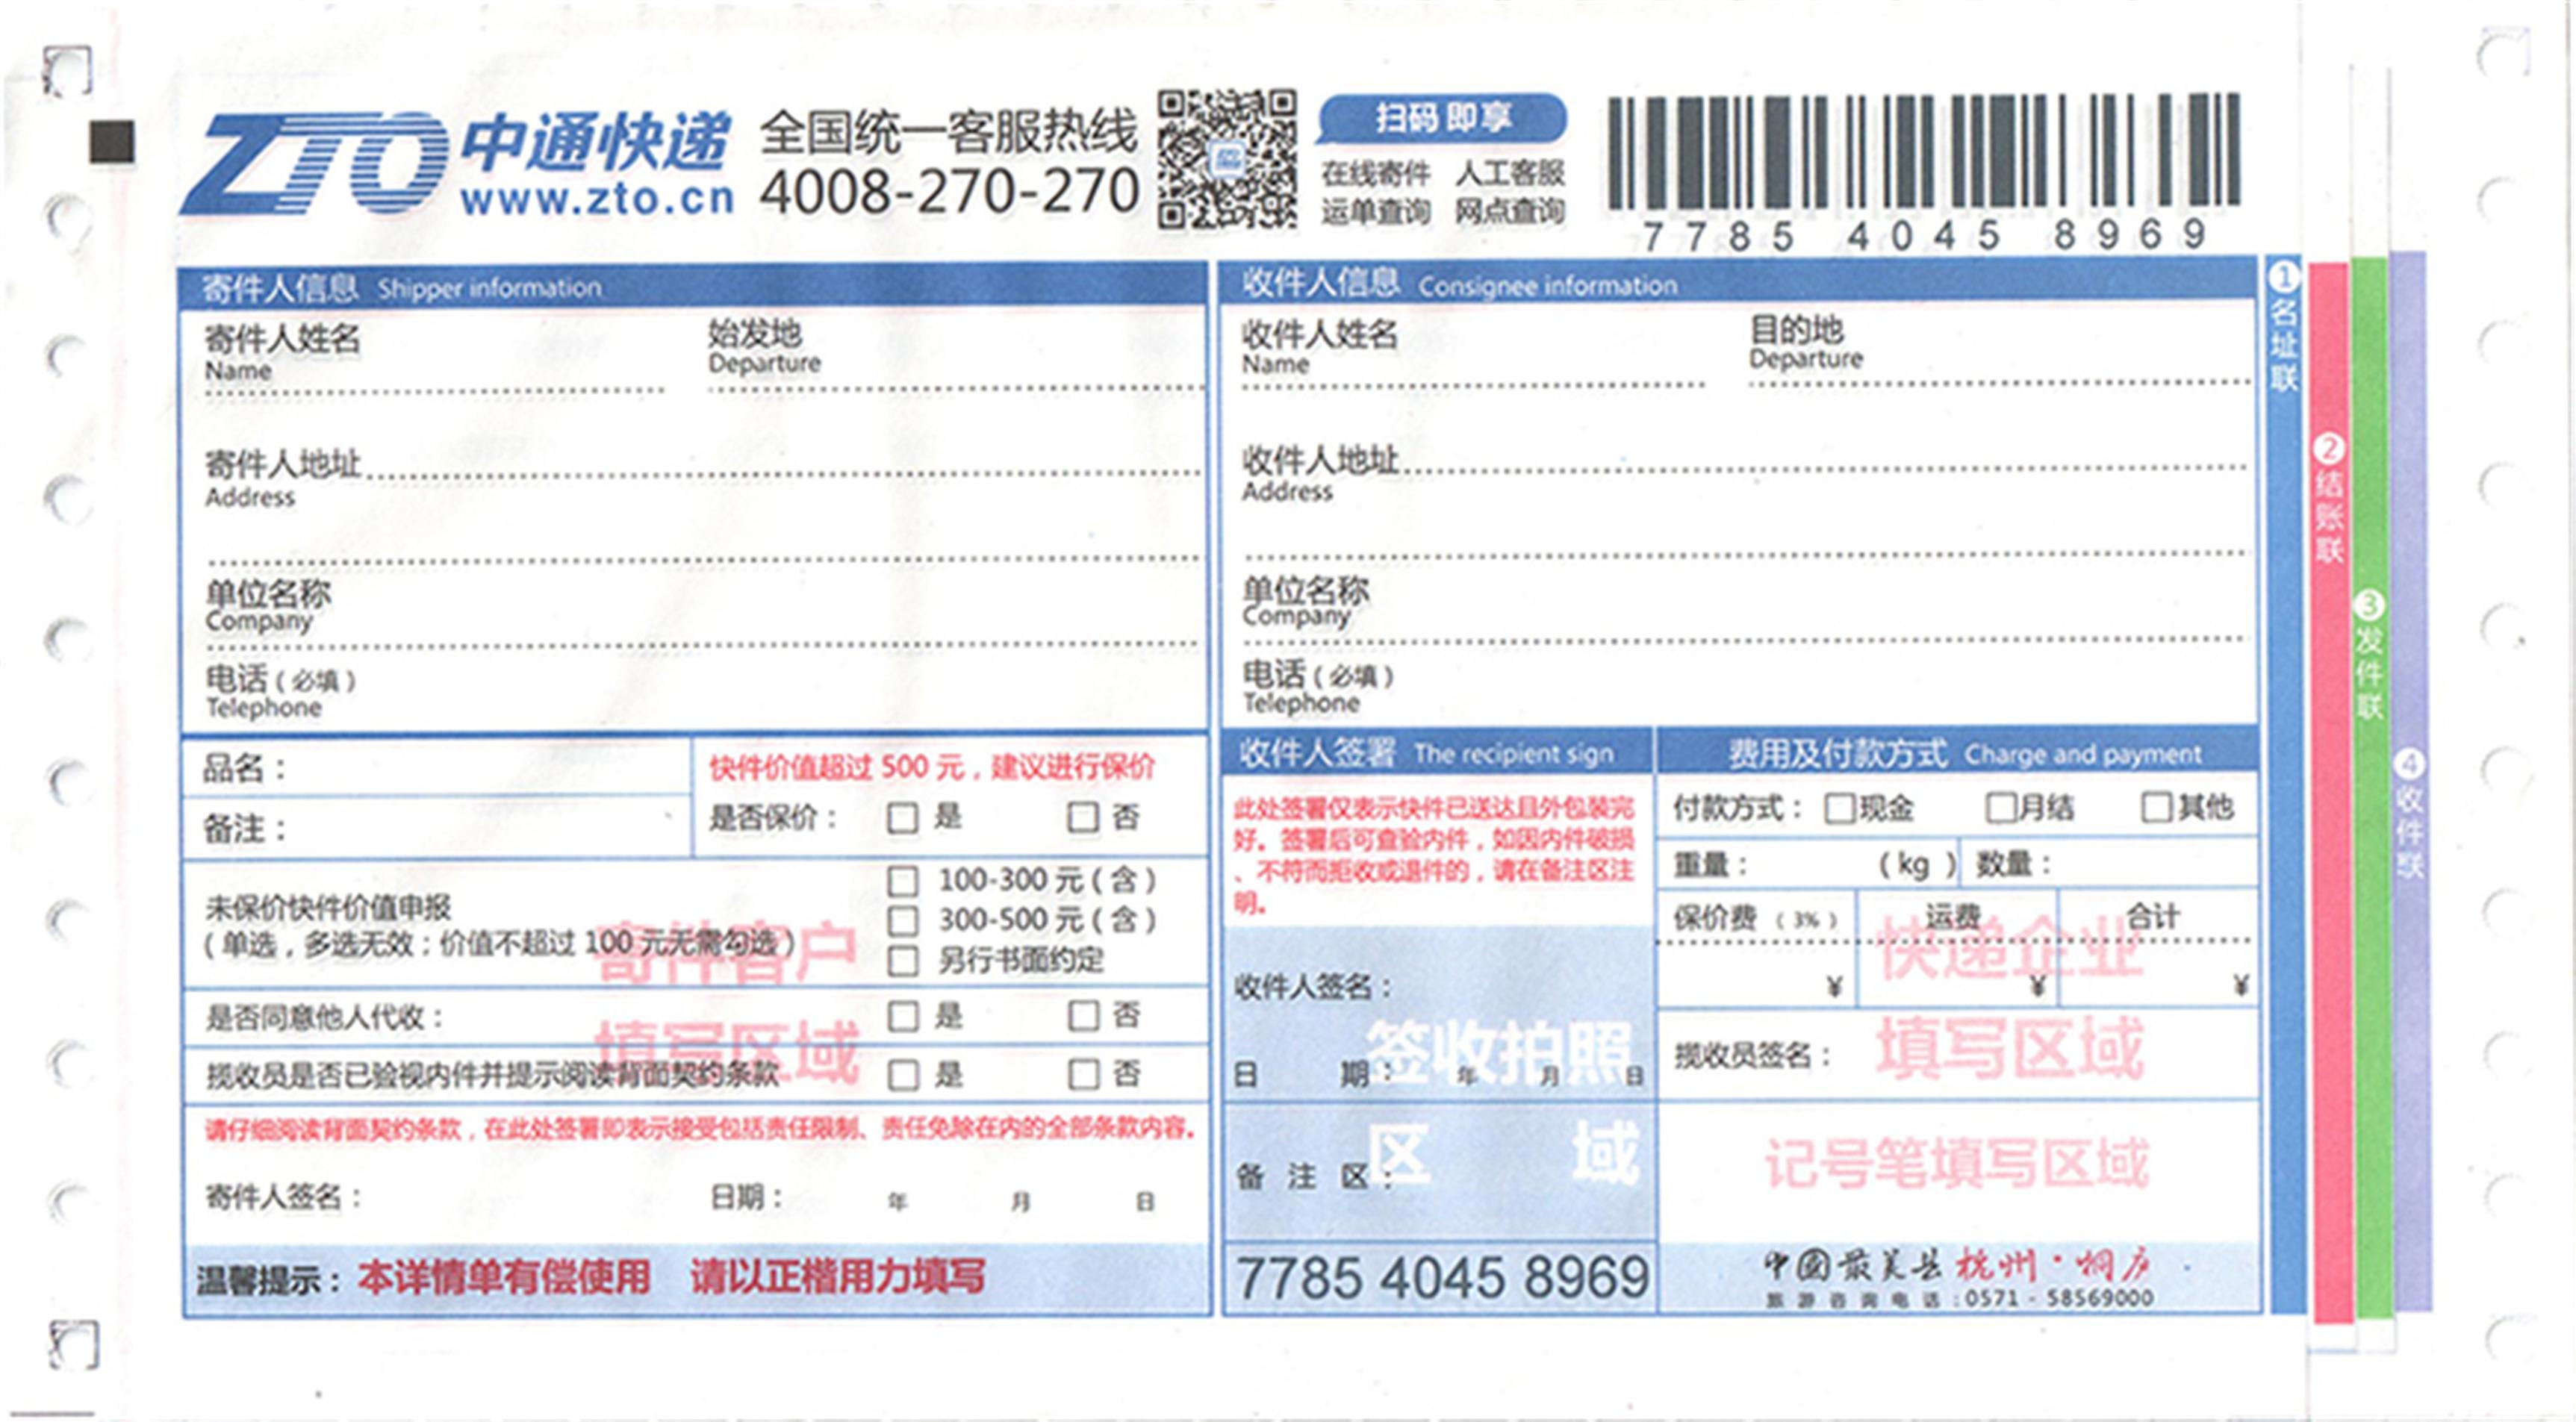 ZTO 中通快递
www.zto.cn
全国统一客服热线
4008-270-270
扫码即享
在线寄件 人工客服
运单查询 网点查询
7785 4045 8969
寄件人信息 Shipper information
寄件人姓名
Name
始发地
Departure
寄件人地址
Address
单位名称
Company
电话(必填)
Telephone
收件人信息 Consignee information
收件人姓名
Name
目的地
Departure
收件人地址
Address
单位名称
Company
电话(必填)
Telephone
品名：
备注：
快件价值超过 500 元，建议进行保价
是否保价： 是 否
未保价快件价值申报
(单选，多选无效；价值不超过 100 元无需勾选)
100-300 元(含)
300-500 元(含)
另行书面约定
寄件客户
填写区域
是否同意他人代收： 是 否
揽收员是否已验视内件并提示阅读背面契约条款 是 否
请仔细阅读背面契约条款，在此处签署即表示接受包括责任限制、责任免除在内的全部条款内容。
寄件人签名： 日期： 年 月 日
温馨提示：本详情单有偿使用 请以正楷用力填写
收件人签署 The recipient sign
此处签署仅表示快件已送达且外包装完
好。签署后可查验内件，如因内件破损
、不符而拒收或退件的，请在备注区注
明。
收件人签名：
日 期： 年 月 日
签收拍照
区 域
备 注 区：
7785 4045 8969
费用及付款方式 Charge and payment
付款方式： 现金 月结 其他
重量： (kg) 数量：
保价费 (3%) 运费 合计
¥ ¥ ¥
快递企业
填写区域
揽收员签名：
记号笔填写区域
中国最美县 杭州·桐庐
旅游咨询电话:0571-58569000
1 名址联
2 结账联
3 发件联
4 收件联